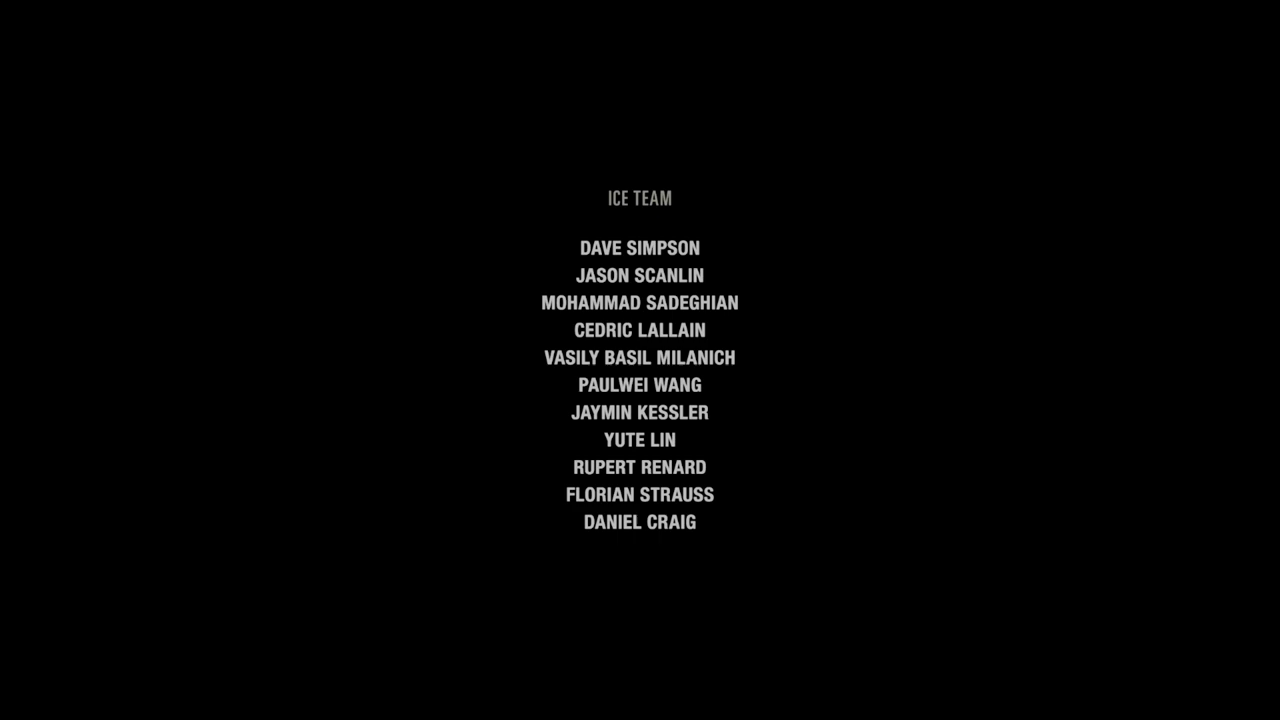 ICE TEAM
DAVE SIMPSON
JASON SCANLIN
MOHAMMAD SADEGHIAN
CEDRIC LALLAIN
VASILY BASIL MILANICH
PAULWEI WANG
JAYMIN KESSLER
YUTE LIN
RUPERT RENARD
FLORIAN STRAUSS
DANIEL CRAIG